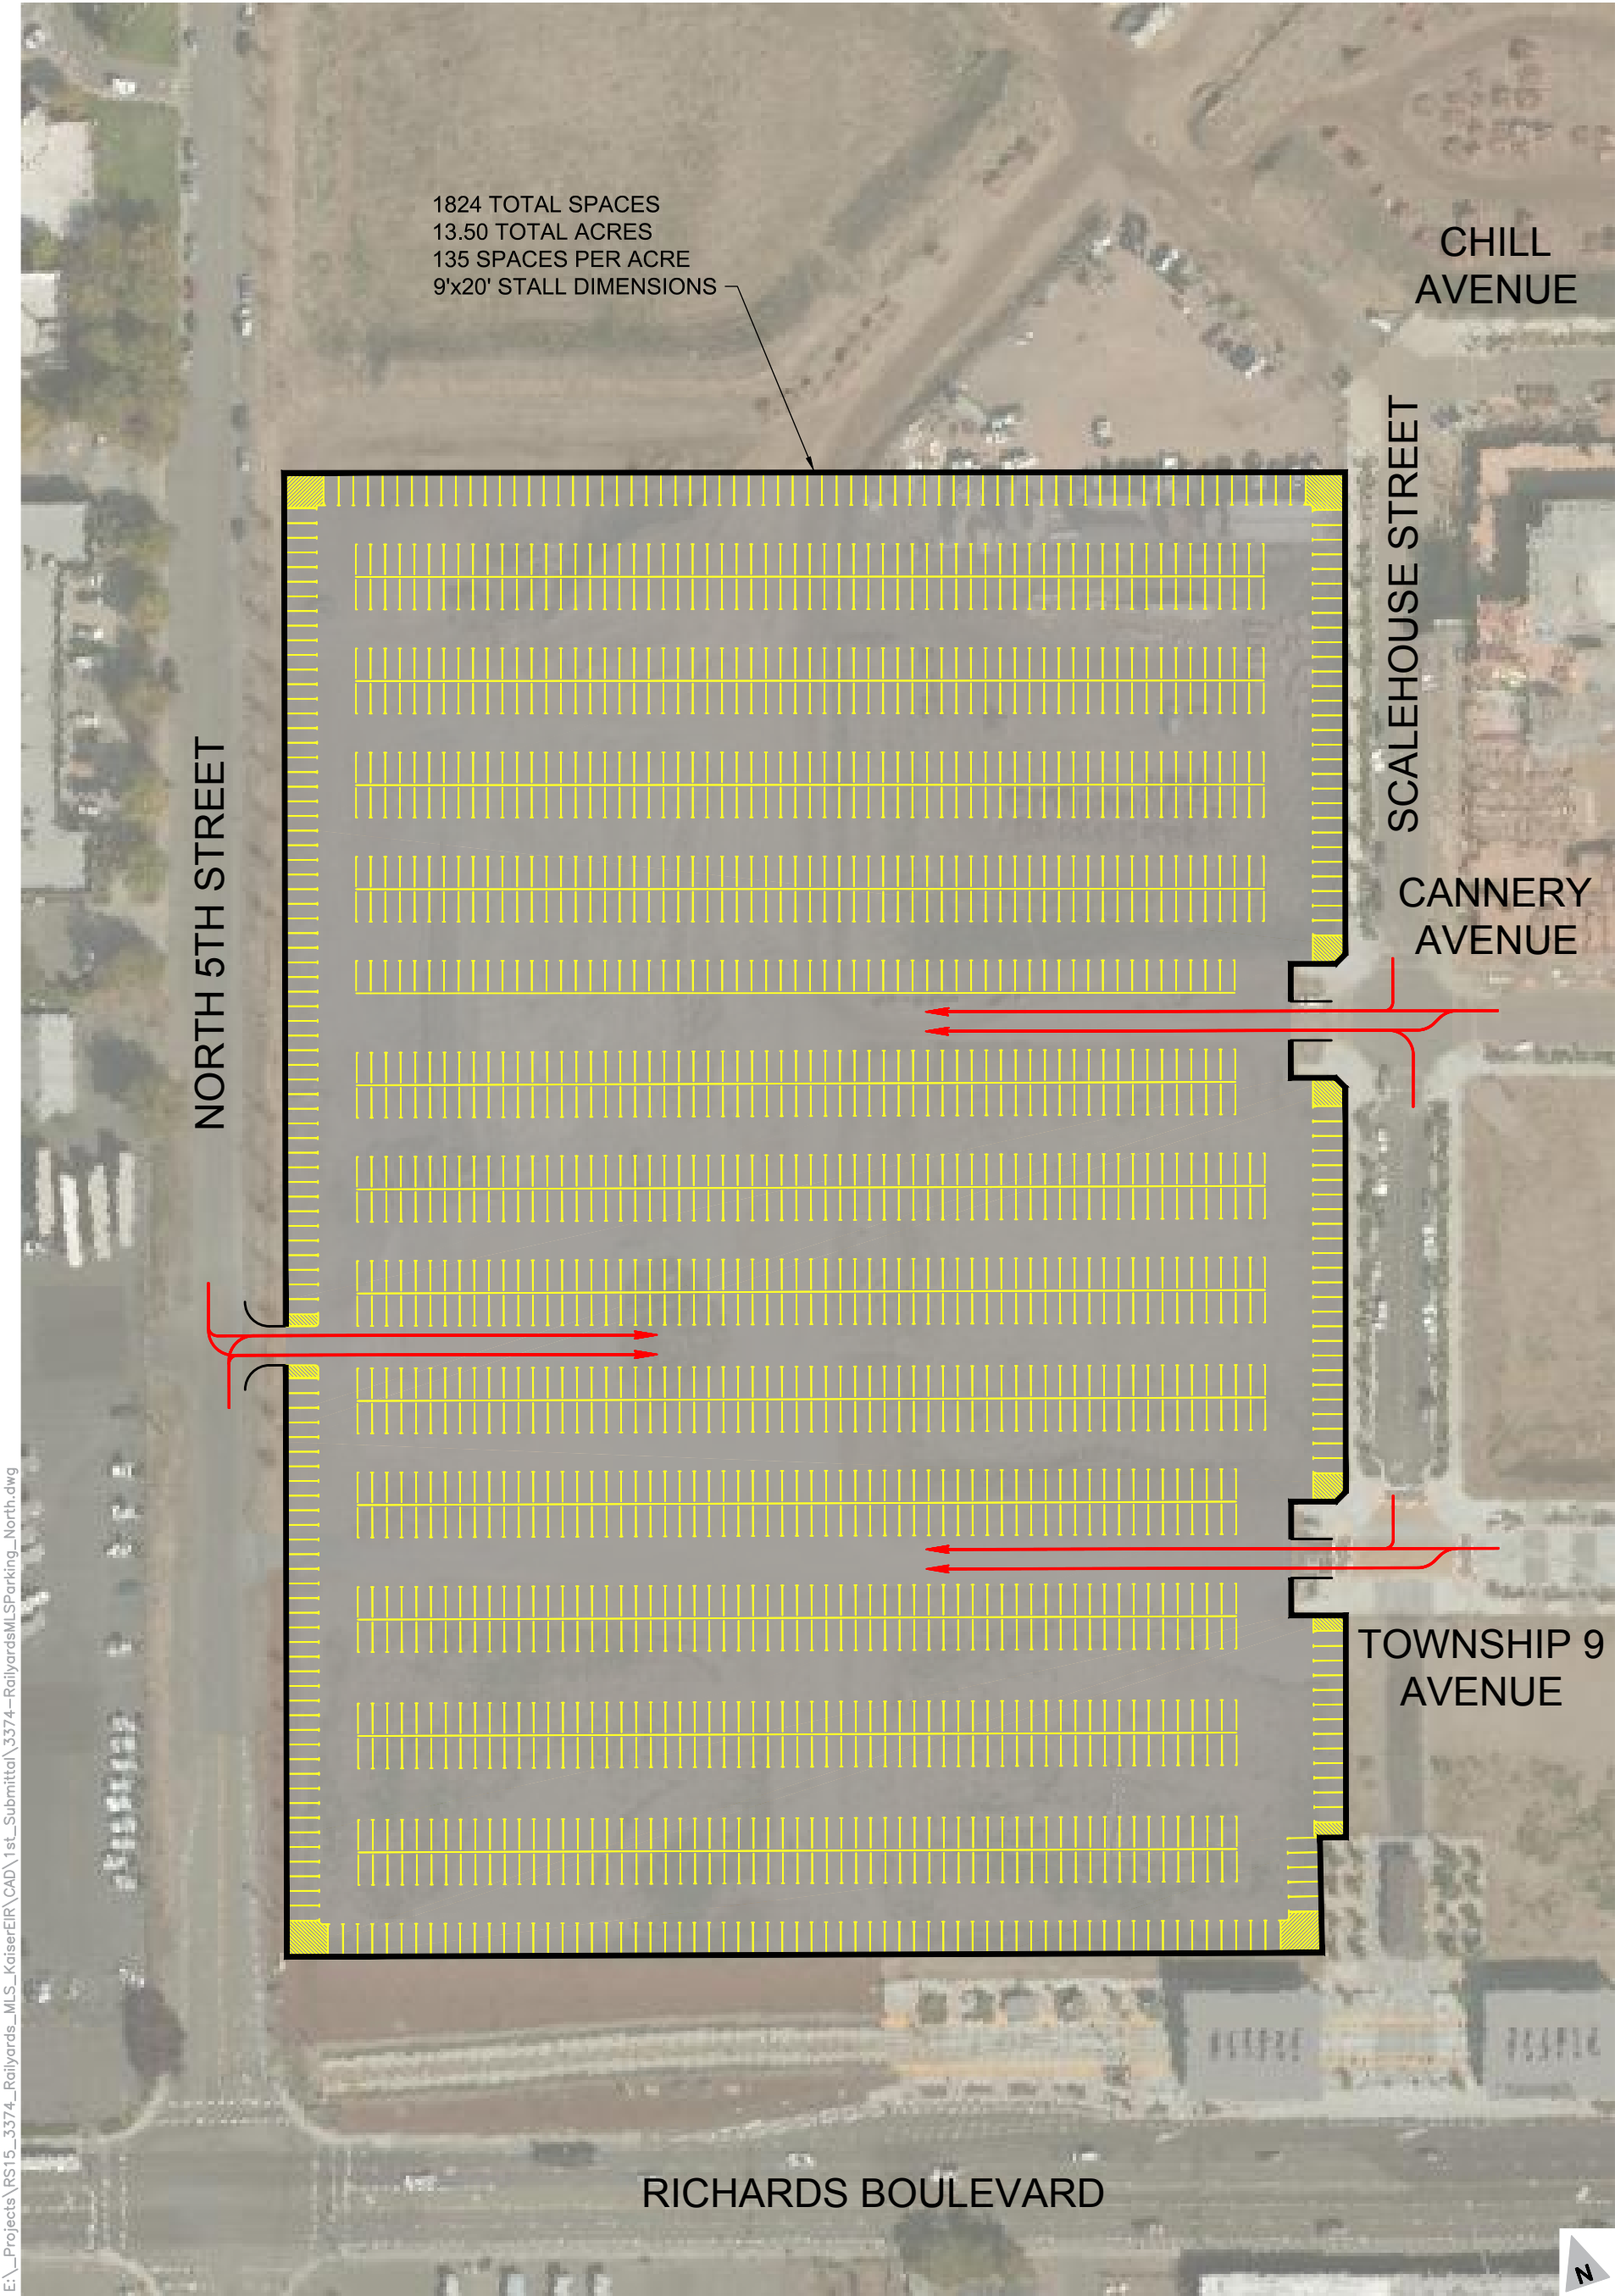 1824 TOTAL SPACES
13.50 TOTAL ACRES
135 SPACES PER ACRE
9'x20' STALL DIMENSIONS
CHILL
AVENUE
SCALEHOUSE STREET
NORTH 5TH STREET
CANNERY
AVENUE
TOWNSHIP 9
AVENUE
RICHARDS BOULEVARD
N
E:\_Projects\RS15_3374_Railyards_MLS_KaiserEIR\CAD\1st_Submittal\3374-RailyardsMLSParking_North.dwg